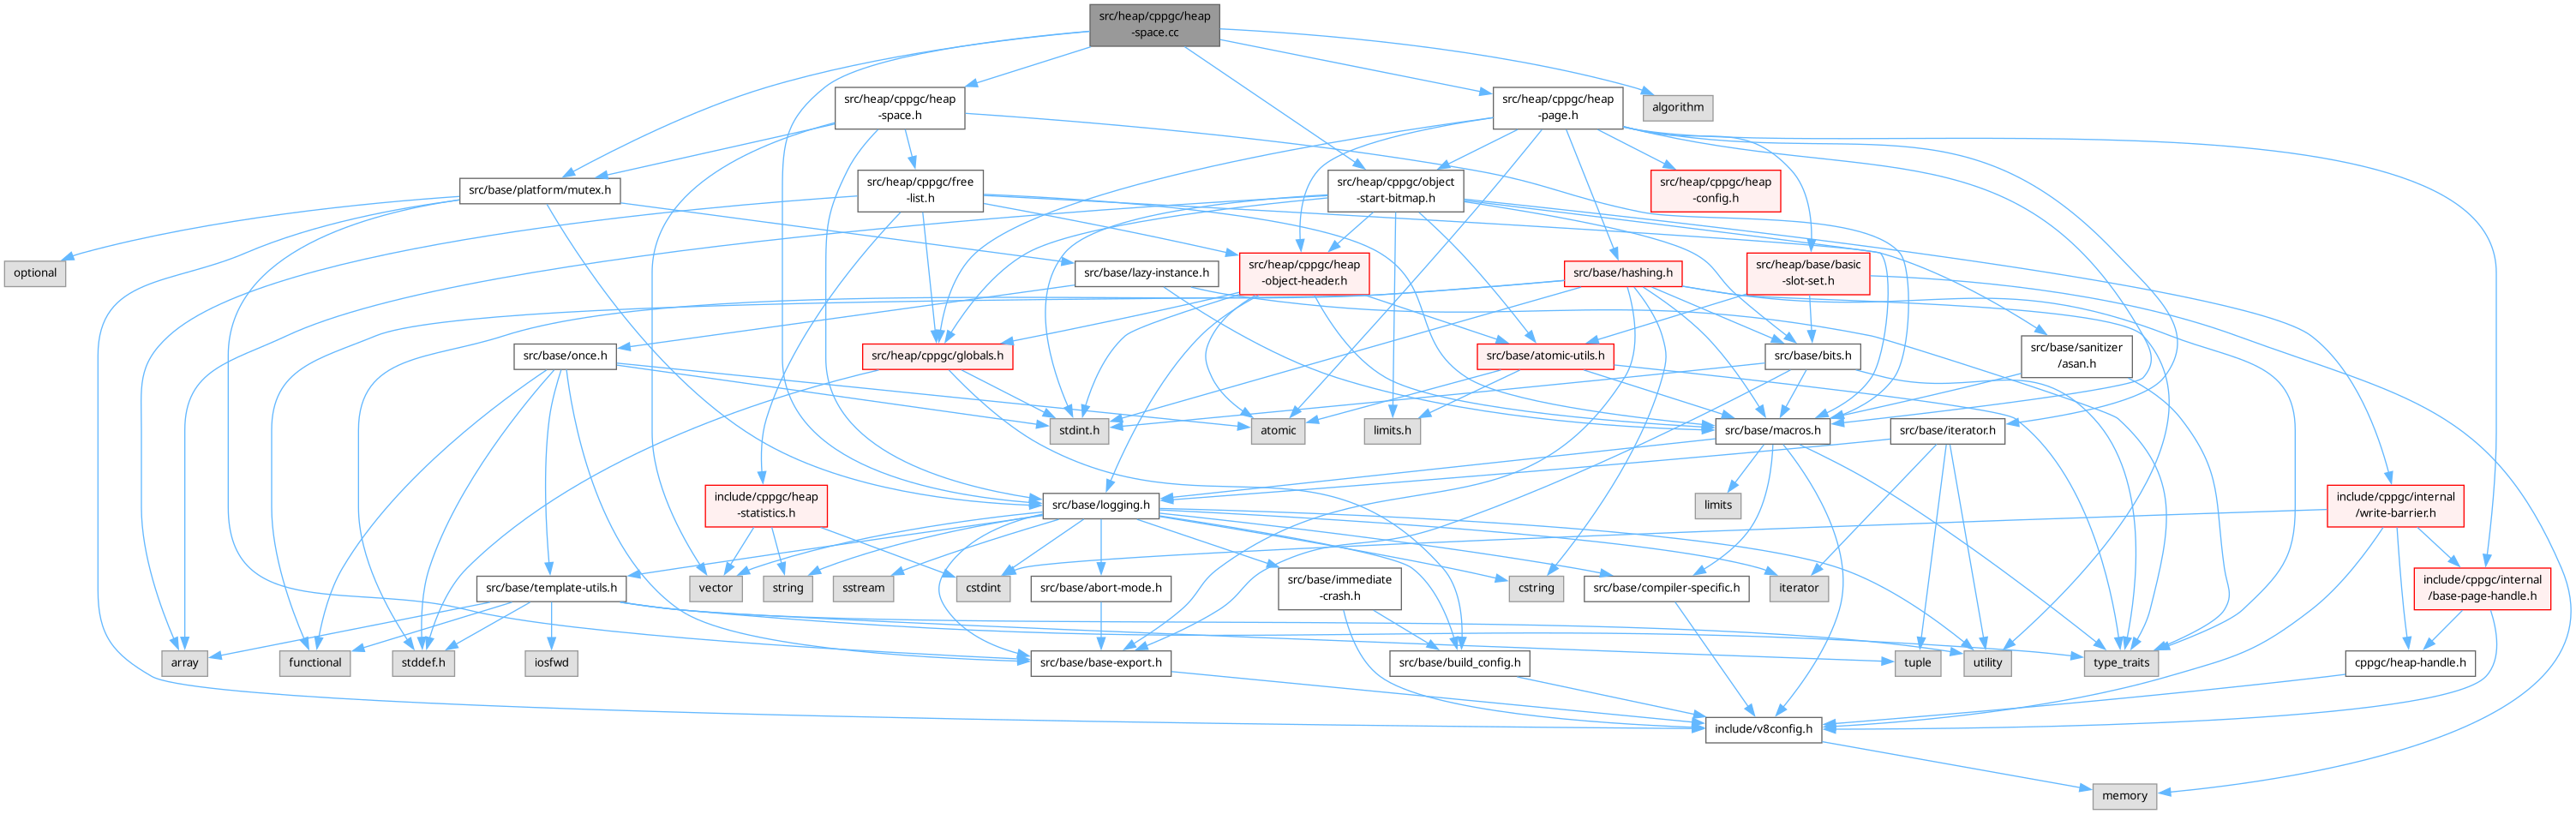 src/heap/cppgc/heap
-space.cc
src/heap/cppgc/heap
-space.h
src/heap/cppgc/heap
-page.h
algorithm
src/base/platform/mutex.h
src/heap/cppgc/free
-list.h
src/heap/cppgc/object
-start-bitmap.h
src/heap/cppgc/heap
-config.h
optional
src/base/lazy-instance.h
src/heap/cppgc/heap
-object-header.h
src/base/hashing.h
src/heap/base/basic
-slot-set.h
src/base/once.h
src/heap/cppgc/globals.h
src/base/atomic-utils.h
src/base/bits.h
src/base/sanitizer
/asan.h
stdint.h
atomic
limits.h
src/base/macros.h
src/base/iterator.h
include/cppgc/heap
-statistics.h
src/base/logging.h
limits
include/cppgc/internal
/write-barrier.h
src/base/template-utils.h
vector
string
sstream
cstdint
src/base/abort-mode.h
src/base/immediate
-crash.h
cstring
src/base/compiler-specific.h
iterator
include/cppgc/internal
/base-page-handle.h
array
functional
stddef.h
iosfwd
src/base/base-export.h
src/base/build_config.h
tuple
utility
type_traits
cppgc/heap-handle.h
include/v8config.h
memory